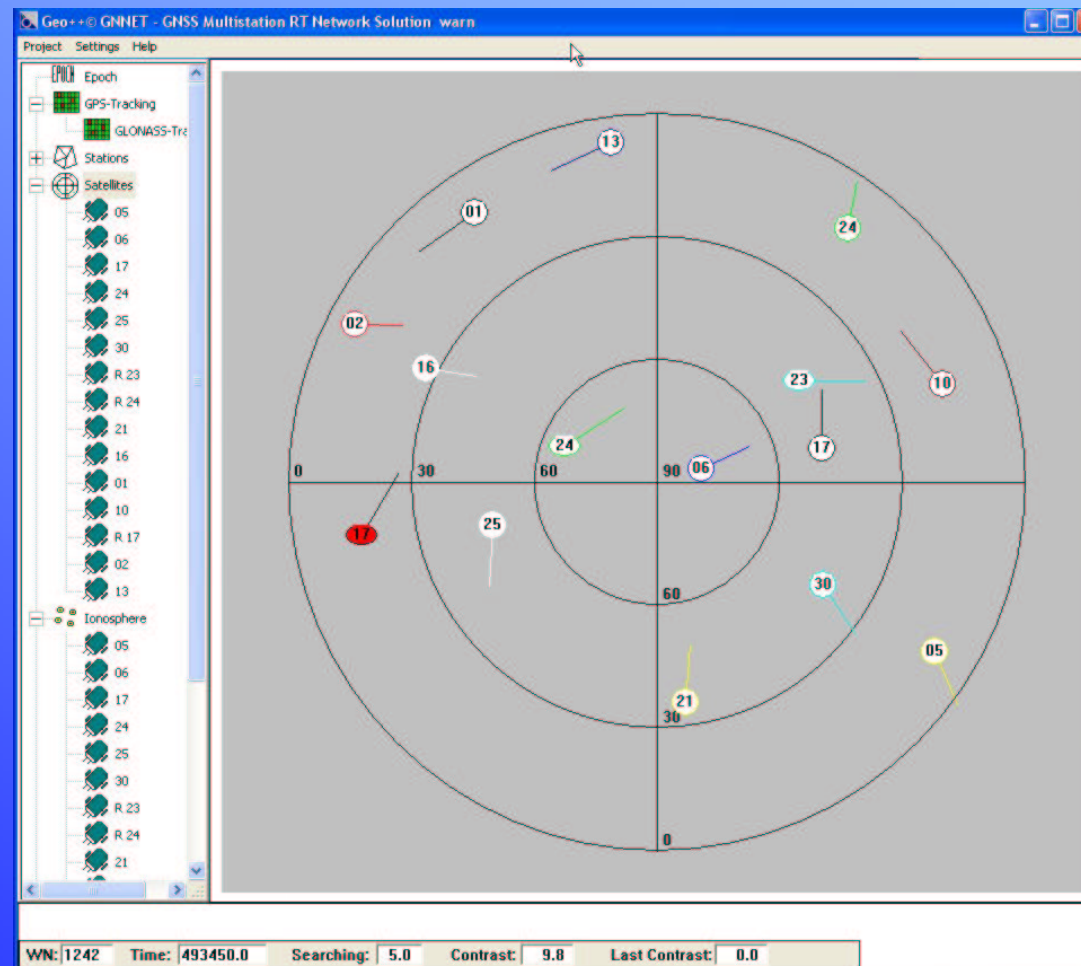 Geo++© GNNET - GNSS Multistation RT Network Solution warn
Project Settings Help
EPOCH Epoch
GPS-Tracking
GLONASS-Tra
Stations
Satellites
05
06
17
24
25
30
R 23
R 24
21
16
01
10
R 17
02
13
Ionosphere
05
06
17
24
25
30
R 23
R 24
21
13
01
24
02
16
23
10
24
17
06
0 30 60 90
17
25
30
60
05
21
30
0
WN: 1242 Time: 493450.0 Searching: 5.0 Contrast: 9.8 Last Contrast: 0.0